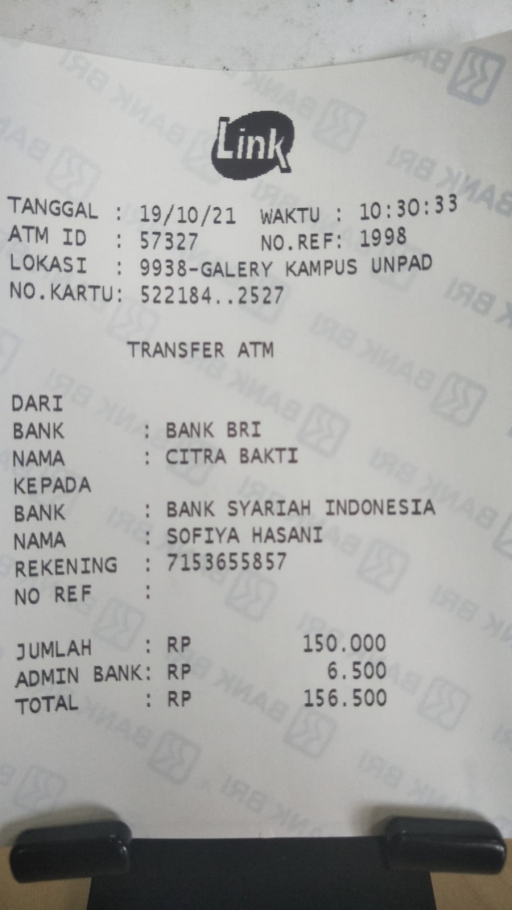 Link
TANGGAL : 19/10/21 WAKTU : 10:30:33
ATM ID : 57327 NO.REF: 1998
LOKASI : 9938-GALERY KAMPUS UNPAD
NO.KARTU: 522184..2527
TRANSFER ATM
DARI
BANK : BANK BRI
NAMA : CITRA BAKTI
KEPADA
BANK : BANK SYARIAH INDONESIA
NAMA : SOFIYA HASANI
REKENING : 7153655857
NO REF :
JUMLAH : RP 150.000
ADMIN BANK: RP 6.500
TOTAL : RP 156.500